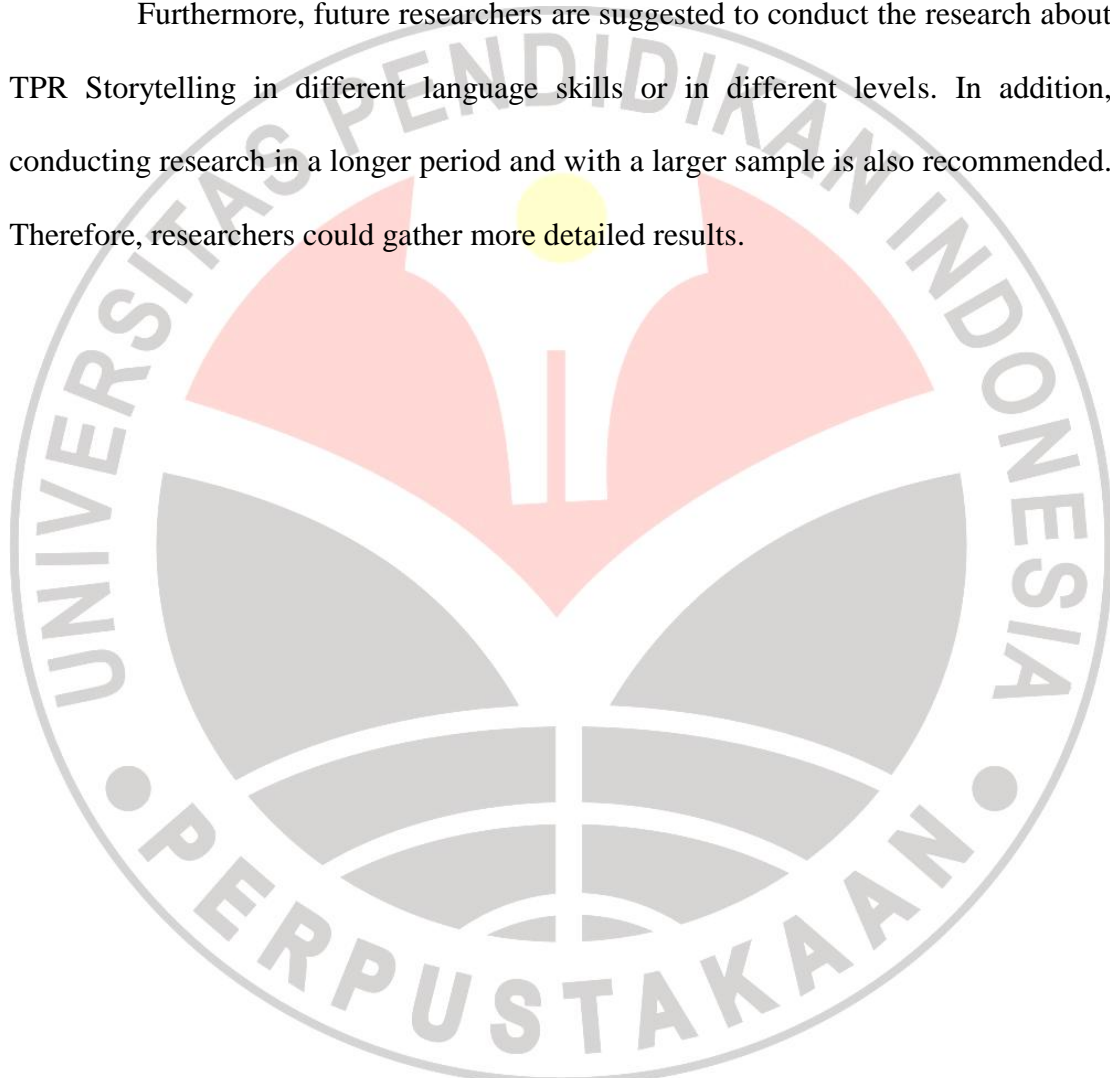 Furthermore, future researchers are suggested to conduct the research about
TPR Storytelling in different language skills or in different levels. In addition,
conducting research in a longer period and with a larger sample is also recommended.
Therefore, researchers could gather more detailed results.
UNIVERSITAS PENDIDIKAN INDONESIA
PERPUSTAKAAN